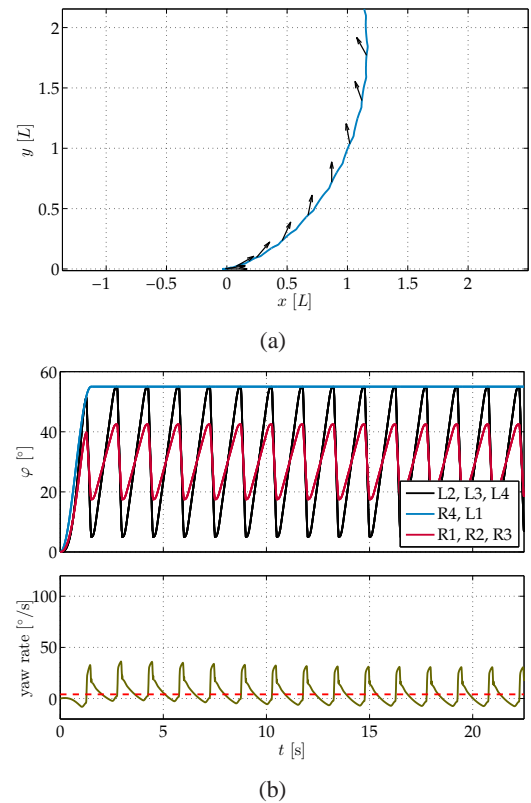 2
1.5
1
0.5
0
y [L]
−1
−0.5
0
0.5
1
1.5
2
x [L]
(a)
60
40
20
0
φ [°]
L2, L3, L4
R4, L1
R1, R2, R3
100
50
0
yaw rate [°/s]
0
5
10
15
20
t [s]
(b)